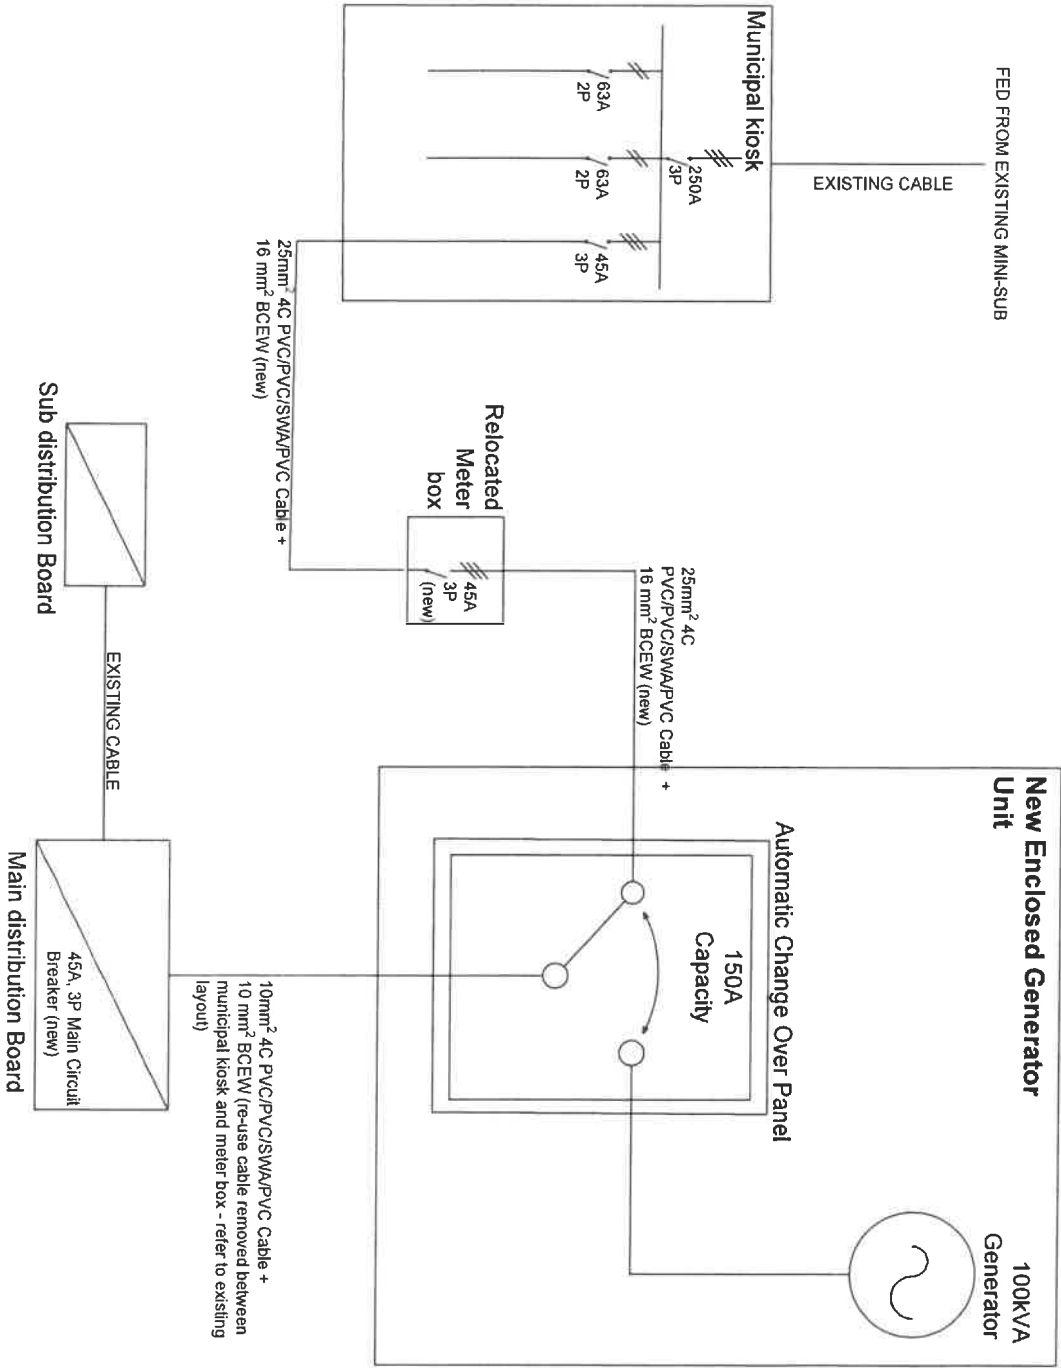 FED FROM EXISTING MINI-SUB
EXISTING CABLE
Municipal kiosk
250A
3P
63A
2P
63A
2P
45A
3P
25mm² 4C PVC/PVC/SWA/PVC Cable +
16 mm² BCEW (new)
Relocated
Meter
box
45A
3P
(new)
25mm² 4C
PVC/PVC/SWA/PVC Cable +
16 mm² BCEW (new)
New Enclosed Generator
Unit
Automatic Change Over Panel
150A
Capacity
100kVA
Generator
10mm² 4C PVC/PVC/SWA/PVC Cable +
10 mm² BCEW (re-use cable removed between
municipal kiosk and meter box - refer to existing
layout)
45A, 3P Main Circuit
Breaker (new)
Main distribution Board
EXISTING CABLE
Sub distribution Board